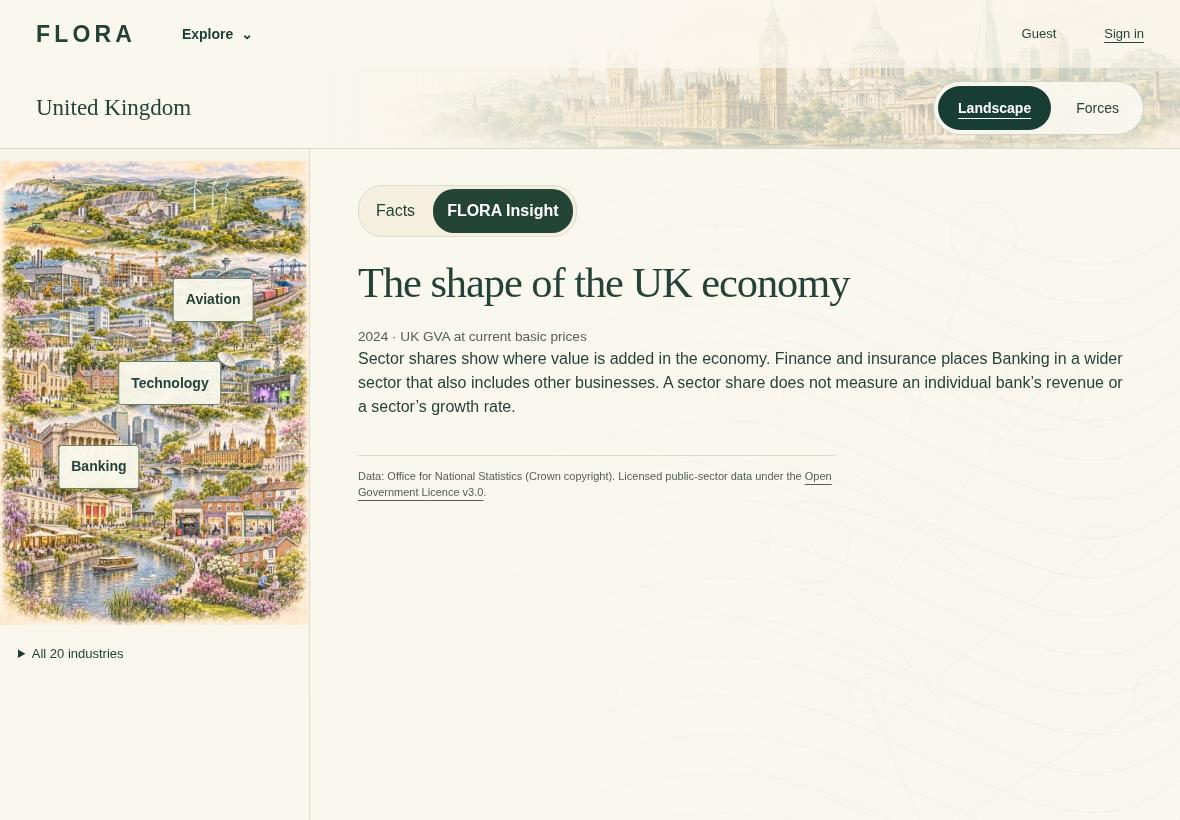 FLORA
Explore
Guest
Sign in
United Kingdom
Landscape
Forces
Aviation
Technology
Banking
All 20 industries
Facts
FLORA Insight
The shape of the UK economy
2024 · UK GVA at current basic prices
Sector shares show where value is added in the economy. Finance and insurance places Banking in a wider
sector that also includes other businesses. A sector share does not measure an individual bank’s revenue or
a sector’s growth rate.
Data: Office for National Statistics (Crown copyright). Licensed public-sector data under the Open
Government Licence v3.0.